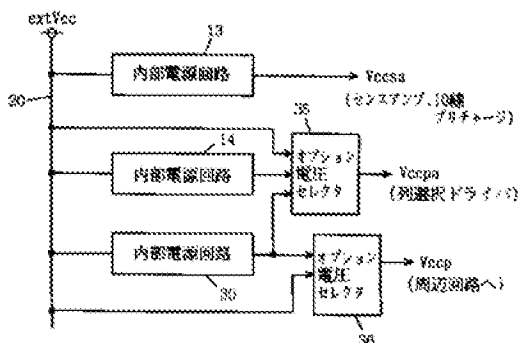 extVcc
13
内部電源回路
Vccsa
(センスアンプ、IO線
プリチャージ)
20
35
14
オプション
電圧
セレクタ
内部電源回路
Vccpa
(列選択ドライバ)
内部電源回路
30
オプション
電圧
セレクタ
Vccp
(周辺回路へ)
36